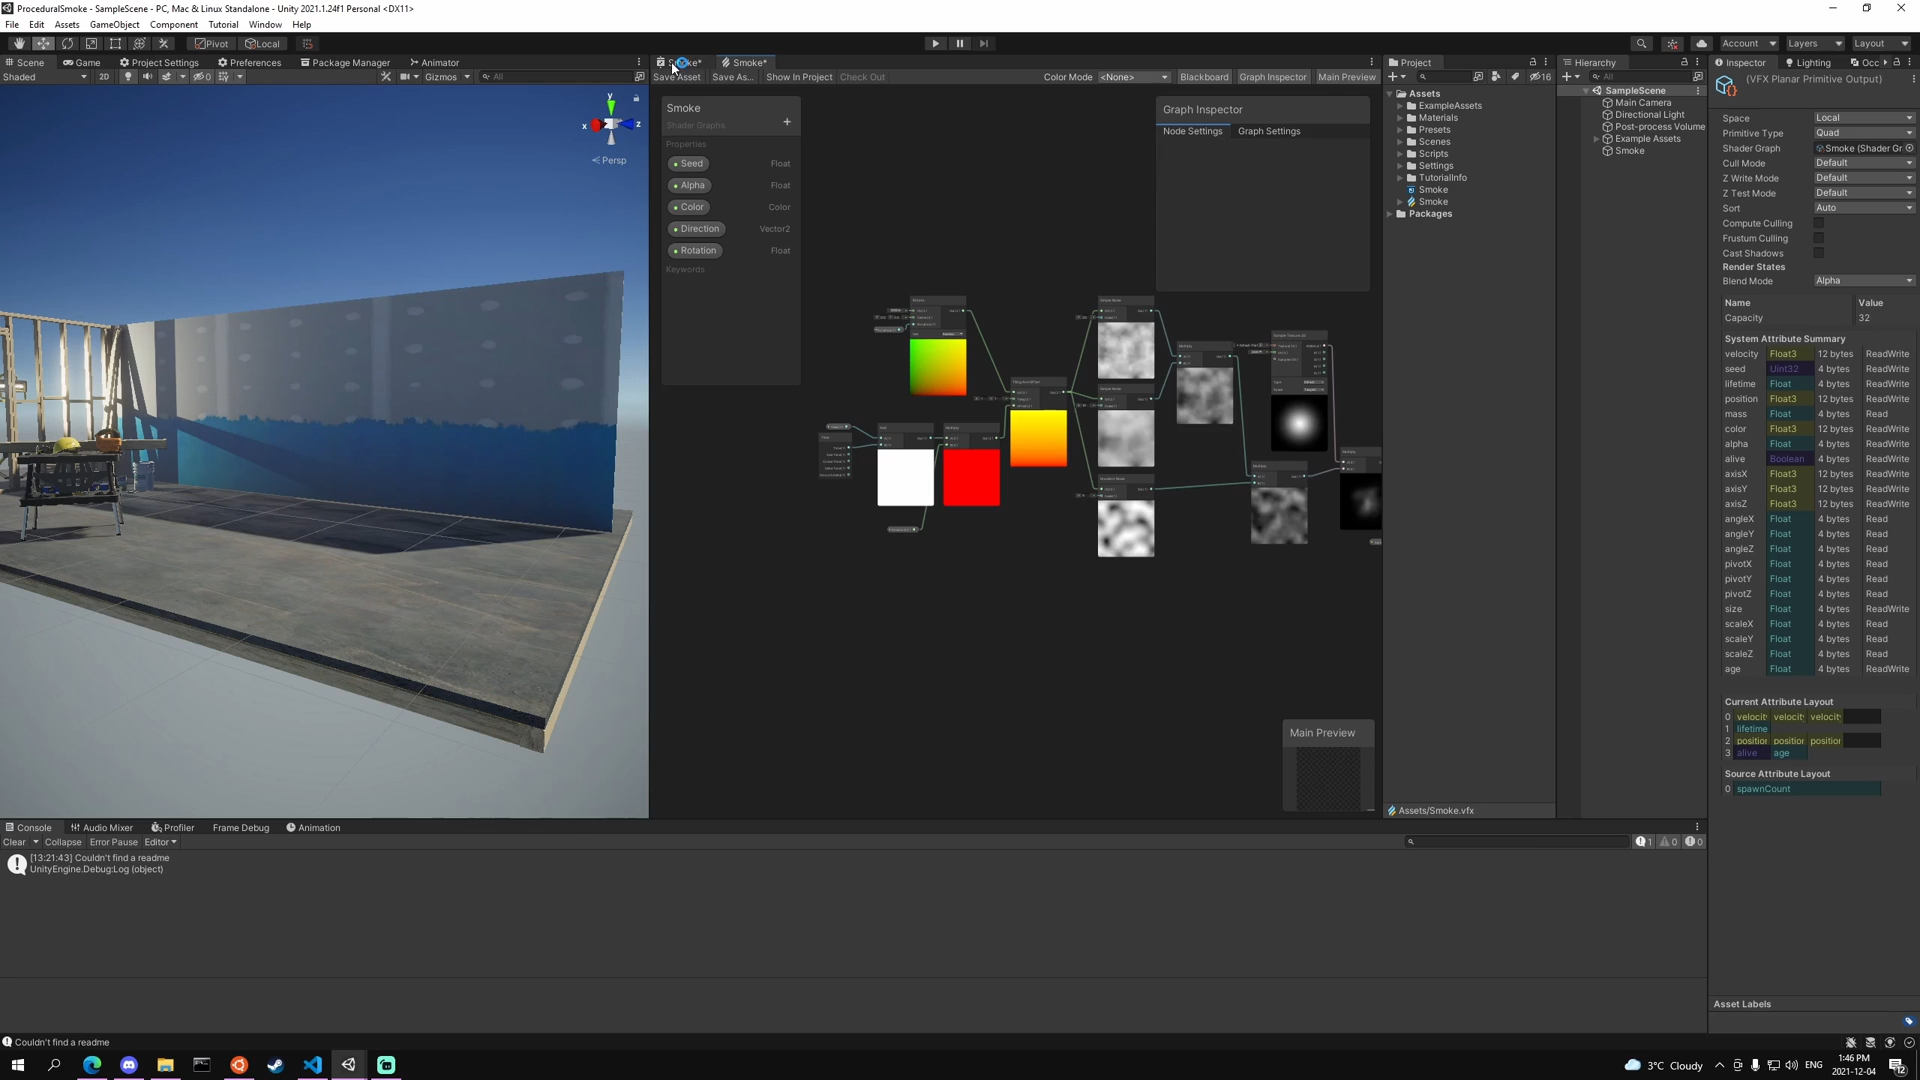 ProceduralSmoke - SampleScene - PC, Mac & Linux Standalone - Unity 2021.1.24f1 Personal <DX11>
File Edit Assets GameObject Component Tutorial Window Help
Pivot Local
Account Layers Layout
Scene Game Project Settings Preferences Package Manager Animator
Shaded 2D 0 Gizmos All
y x z
Persp
Smoke*
Save Asset Save As... Show In Project Check Out Color Mode <None> Blackboard Graph Inspector Main Preview
Smoke
Shader Graphs
Properties
Seed Float
Alpha Float
Color Color
Direction Vector2
Rotation Float
Keywords
Graph Inspector
Node Settings Graph Settings
Main Preview
Project
16
Assets
ExampleAssets
Materials
Presets
Scenes
Scripts
Settings
TutorialInfo
Smoke
Smoke
Packages
Assets/Smoke.vfx
Hierarchy
All
SampleScene
Main Camera
Directional Light
Post-process Volume
Example Assets
Smoke
Inspector Lighting Occ
(VFX Planar Primitive Output)
Space Local
Primitive Type Quad
Shader Graph Smoke (Shader Gr
Cull Mode Default
Z Write Mode Default
Z Test Mode Default
Sort Auto
Compute Culling
Frustum Culling
Cast Shadows
Render States
Blend Mode Alpha
Name Value
Capacity 32
System Attribute Summary
velocity Float3 12 bytes ReadWrite
seed Uint32 4 bytes ReadWrite
lifetime Float 4 bytes ReadWrite
position Float3 12 bytes ReadWrite
mass Float 4 bytes Read
color Float3 12 bytes ReadWrite
alpha Float 4 bytes ReadWrite
alive Boolean 4 bytes ReadWrite
axisX Float3 12 bytes ReadWrite
axisY Float3 12 bytes ReadWrite
axisZ Float3 12 bytes ReadWrite
angleX Float 4 bytes Read
angleY Float 4 bytes Read
angleZ Float 4 bytes Read
pivotX Float 4 bytes Read
pivotY Float 4 bytes Read
pivotZ Float 4 bytes Read
size Float 4 bytes ReadWrite
scaleX Float 4 bytes Read
scaleY Float 4 bytes Read
scaleZ Float 4 bytes Read
age Float 4 bytes ReadWrite
Current Attribute Layout
0 velocity velocity velocity
1 lifetime
2 position position position
3 alive age
Source Attribute Layout
0 spawnCount
Asset Labels
Console Audio Mixer Profiler Frame Debug Animation
Clear Collapse Error Pause Editor 1 0 0
[13:21:43] Couldn't find a readme
UnityEngine.Debug:Log (object)
Couldn't find a readme
3°C Cloudy ENG 1:46 PM
2021-12-04
12